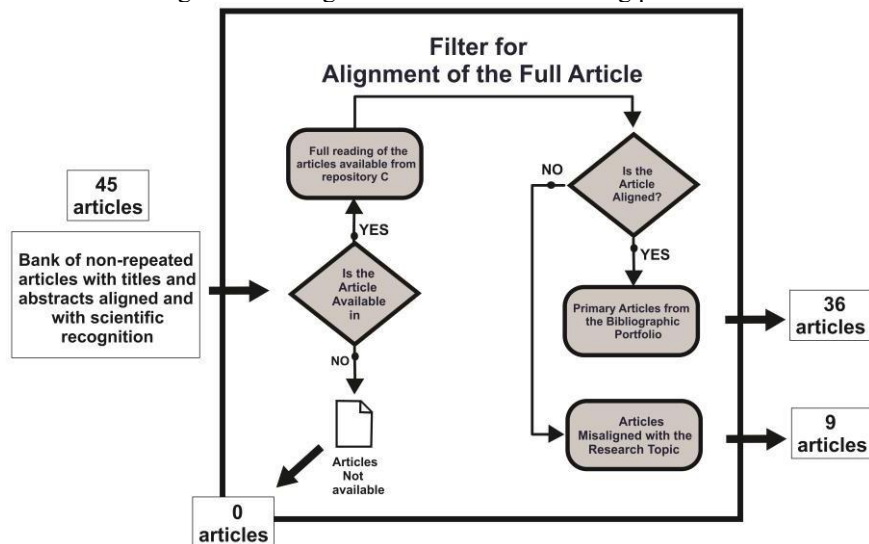 Filter for
Alignment of the Full Article
Full reading of the
articles available from
repository C
NO
Is the
Article
Aligned?
45
articles
YES
YES
Bank of non-repeated
articles with titles and
abstracts aligned and
with scientific
recognition
Is the
Article
Available
in
Primary Articles from
the Bibliographic
Portfolio
36
articles
NO
Articles
Misaligned with the
Research Topic
9
articles
Articles
Not
available
0
articles